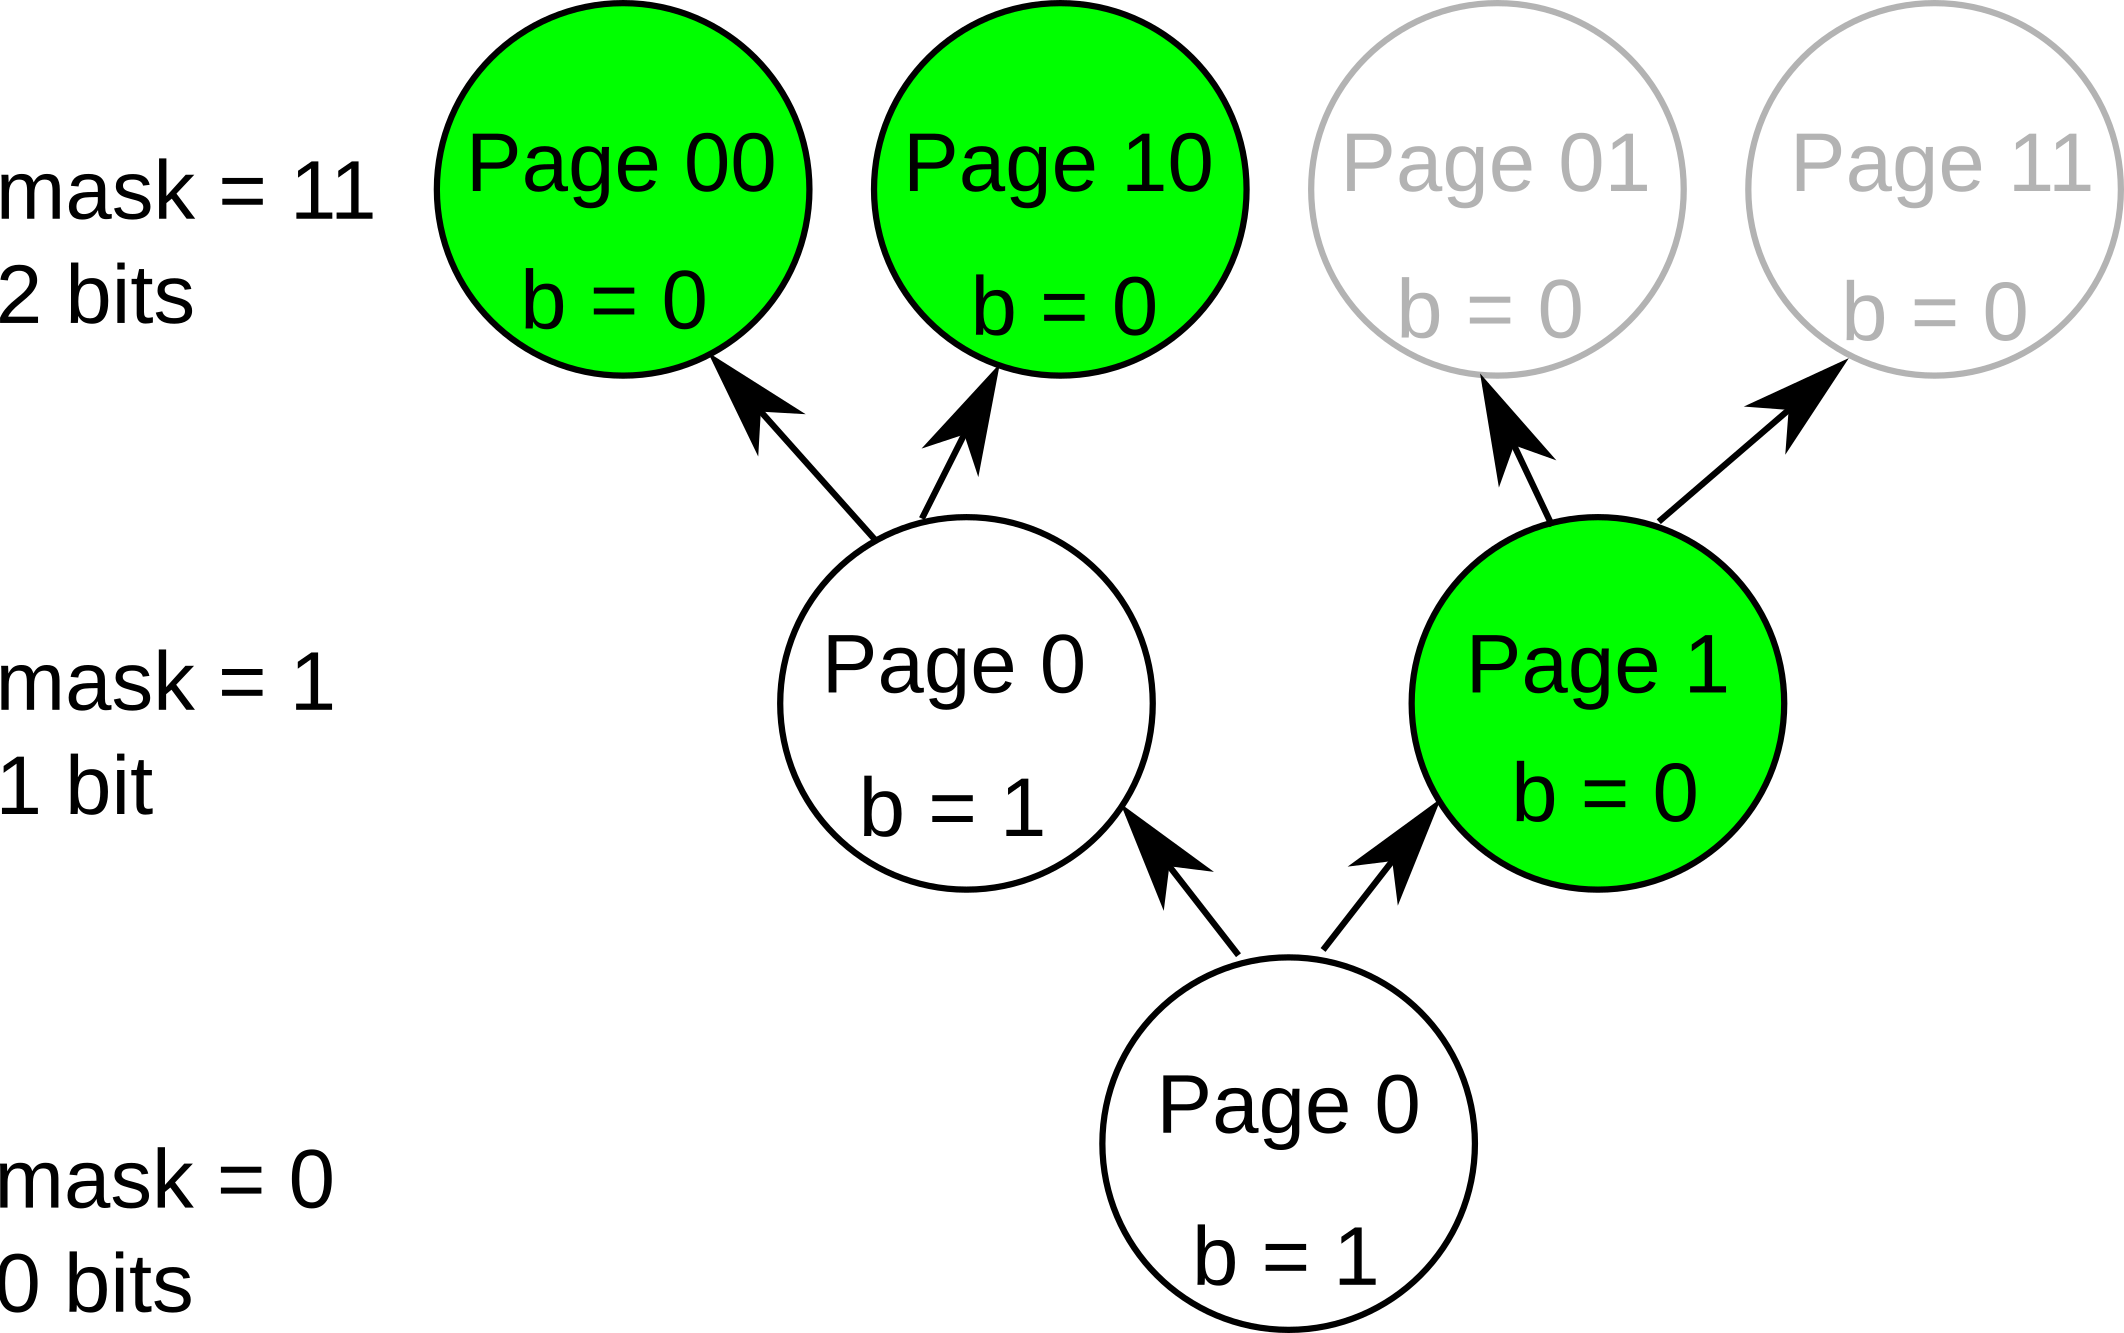 mask = 11
2 bits
Page 00
b = 0
Page 10
b = 0
Page 01
b = 0
Page 11
b = 0
mask = 1
1 bit
Page 0
b = 1
Page 1
b = 0
mask = 0
0 bits
Page 0
b = 1